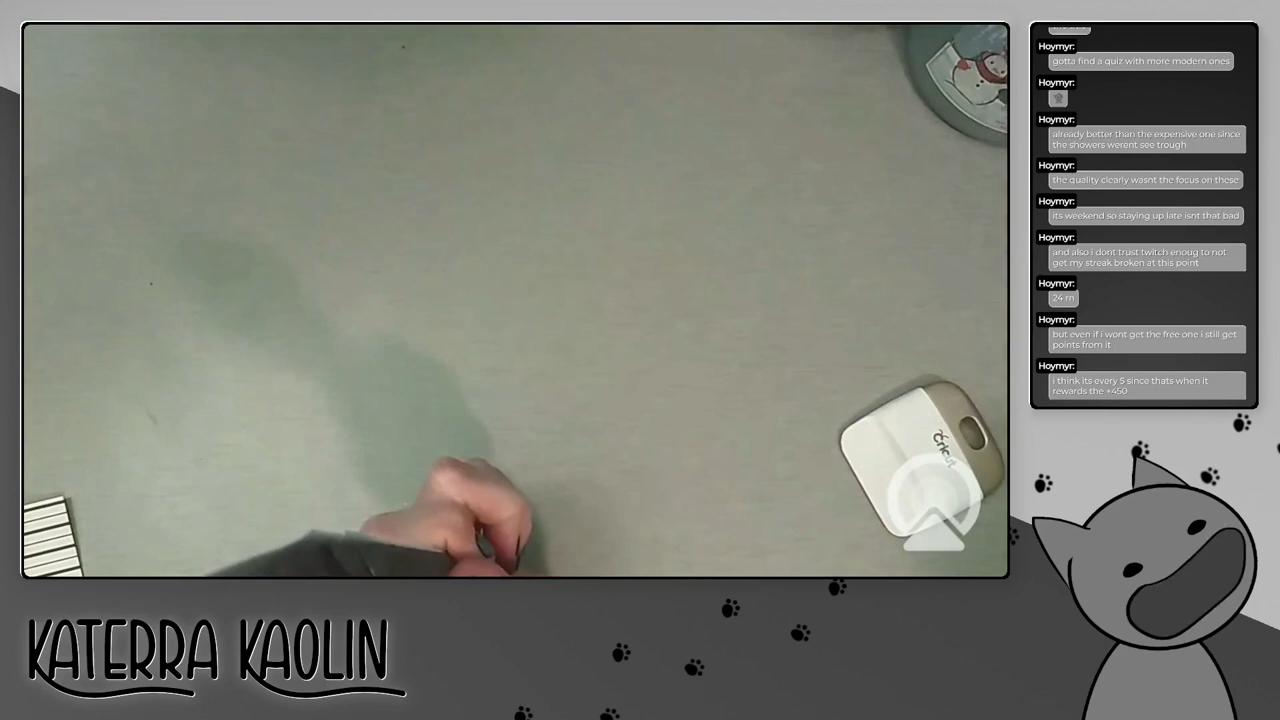 Hoymyr:
gotta find a quiz with more modern ones
Hoymyr:
Hoymyr:
already better than the expensive one since
the showers werent see trough
Hoymyr:
the quality clearly wasnt the focus on these
Hoymyr:
its weekend so staying up late isnt that bad
Hoymyr:
and also i dont trust twitch enoug to not
get my streak broken at this point
Hoymyr:
24 rn
Hoymyr:
but even if i wont get the free one i still get
points from it
Hoymyr:
i think its every 5 since thats when it
rewards the +450
Cricut
KATERRA KAOLIN